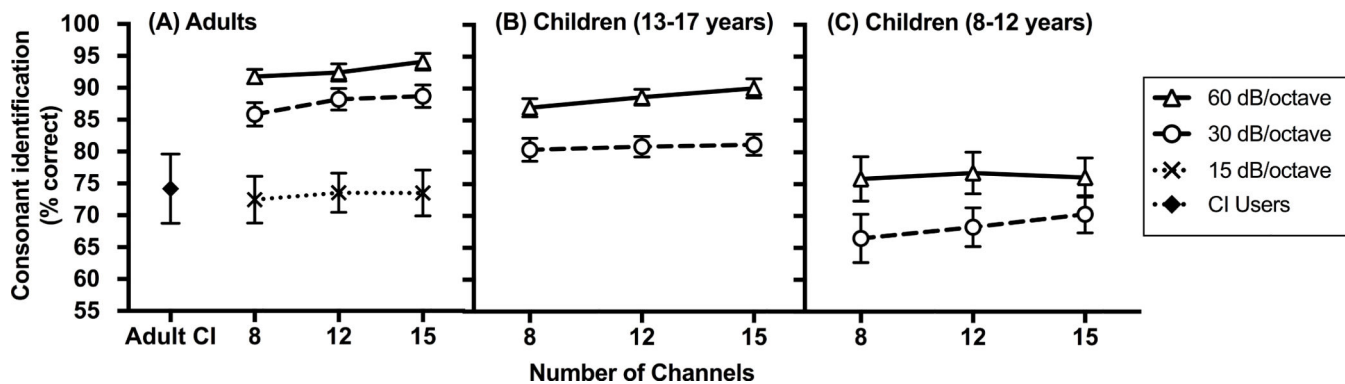 (A) Adults
(B) Children (13-17 years)
(C) Children (8-12 years)
Consonant identification
(% correct)
100
95
90
85
80
75
70
65
60
55
Adult CI 8 12 15
8 12 15
8 12 15
Number of Channels
60 dB/octave
30 dB/octave
15 dB/octave
CI Users